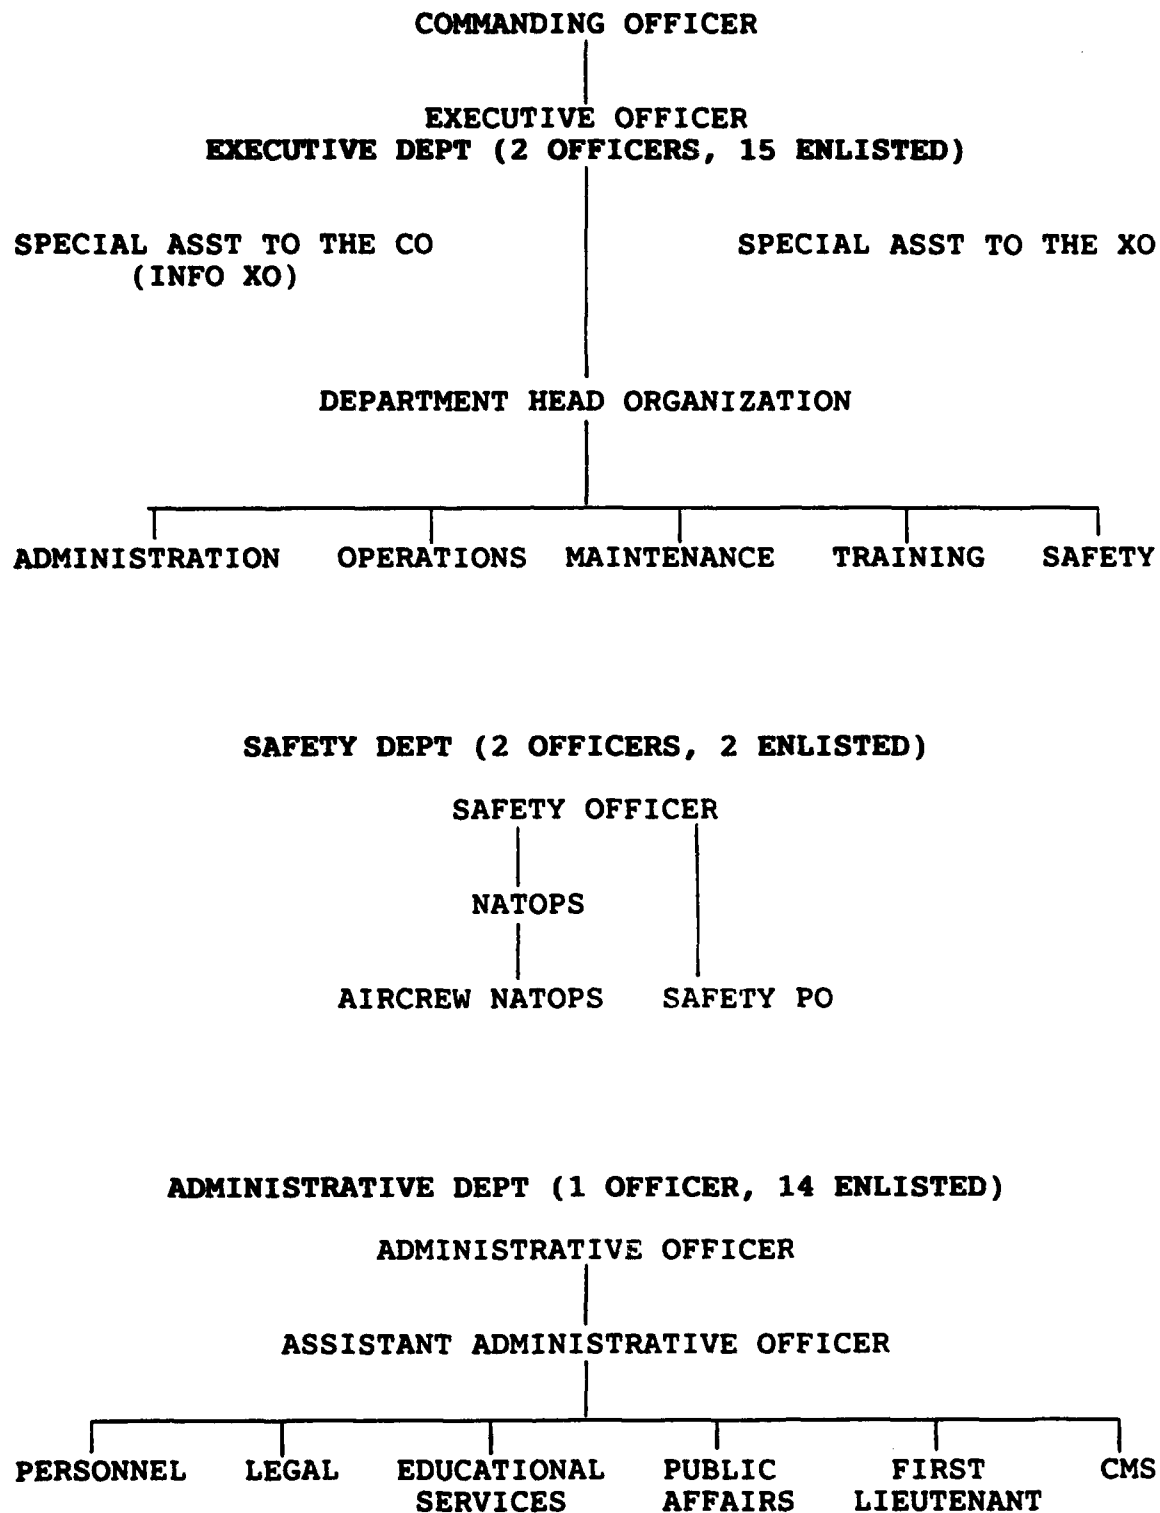 COMMANDING OFFICER
EXECUTIVE OFFICER
EXECUTIVE DEPT (2 OFFICERS, 15 ENLISTED)
SPECIAL ASST TO THE CO
(INFO XO)
SPECIAL ASST TO THE XO
DEPARTMENT HEAD ORGANIZATION
ADMINISTRATION OPERATIONS MAINTENANCE TRAINING SAFETY
SAFETY DEPT (2 OFFICERS, 2 ENLISTED)
SAFETY OFFICER
NATOPS
AIRCREW NATOPS SAFETY PO
ADMINISTRATIVE DEPT (1 OFFICER, 14 ENLISTED)
ADMINISTRATIVE OFFICER
ASSISTANT ADMINISTRATIVE OFFICER
PERSONNEL LEGAL EDUCATIONAL PUBLIC FIRST CMS
SERVICES AFFAIRS LIEUTENANT